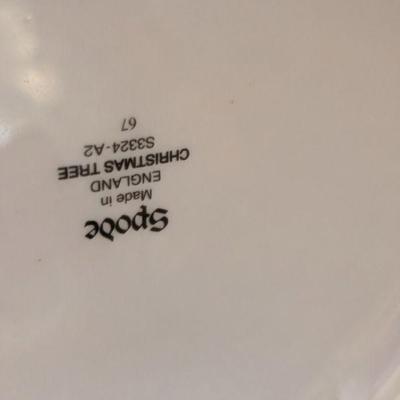 Spode
Made in
ENGLAND
CHRISTMAS TREE
S3324-A2
67